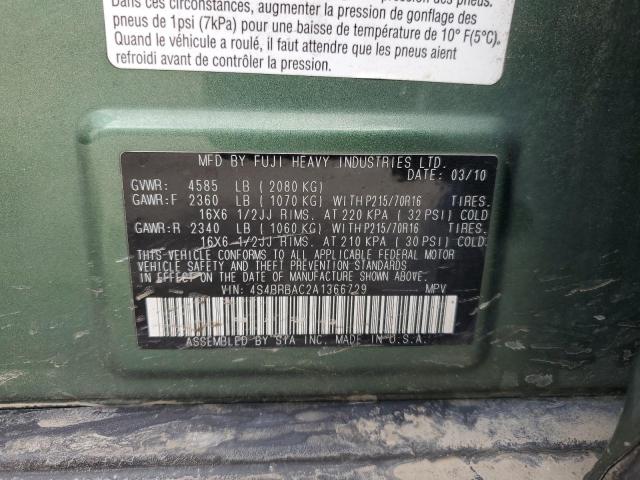 Dans ces circonstances, augmenter la pression de gonflage des
pneus de 1psi (7kPa) pour une baisse de température de 10° F(5°C).
Quand le véhicule a roulé, il faut attendre que les pneus aient
refroidi avant de contrôler la pression.
MFD BY FUJI HEAVY INDUSTRIES LTD.
GVWR: 4585 LB (2080 KG) DATE 03/10
GAWR:F 2360 LB (1070 KG) WITH P215/70R16 TIRES.
16X6 1/2JJ RIMS. AT 220 KPA (32 PSI) COLD
GAWR:R 2340 LB (1060 KG) WITH P215/70R16 TIRES.
16X6 1/2JJ RIMS. AT 210 KPA (30 PSI) COLD
THIS VEHICLE CONFORMS TO ALL APPLICABLE FEDERAL MOTOR
VEHICLE SAFETY AND THEFT PREVENTION STANDARDS IN EFFECT ON THE DATE
OF MANUFACTURE SHOWN ABOVE.
VIN: 4S4BRBAC2A1366729 MPV
ASSEMBLED BY SIA INC. MADE IN U.S.A.